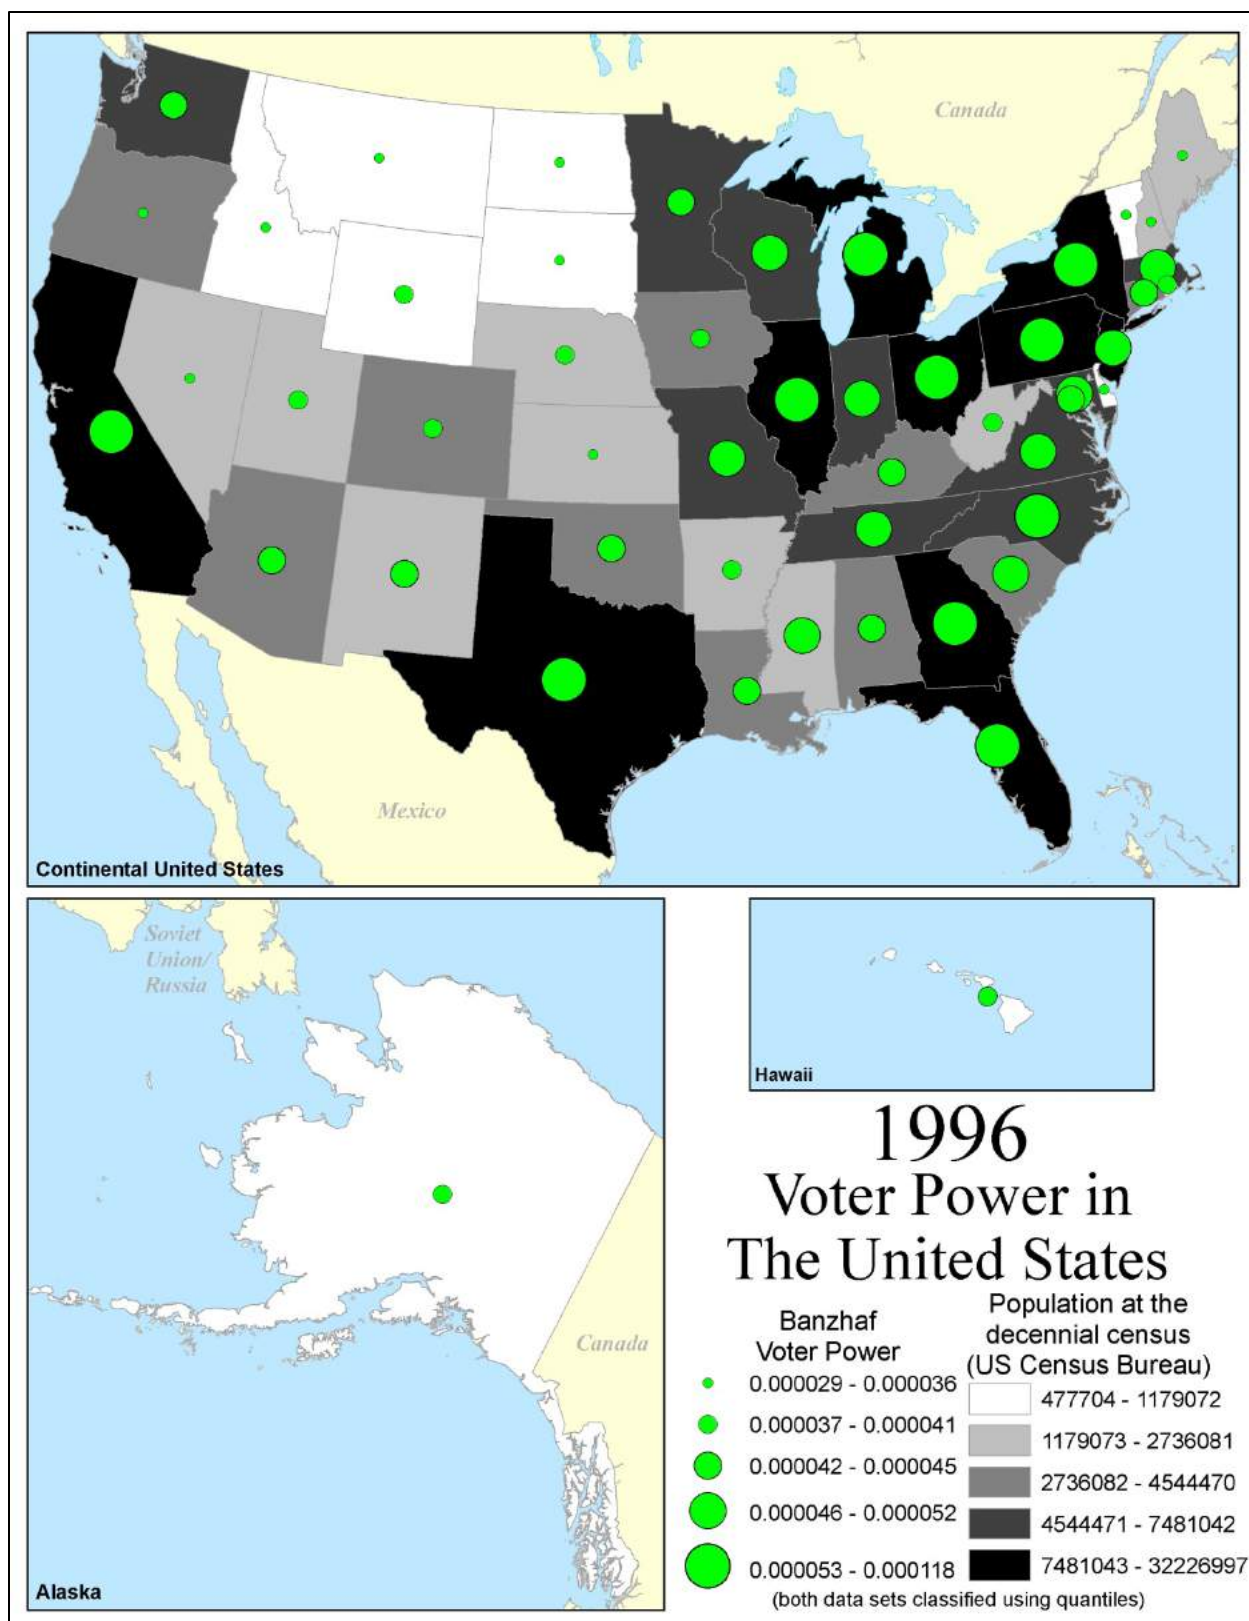 Canada
Mexico
Continental United States
Soviet
Union/
Russia
Canada
Alaska
Hawaii
1996
Voter Power in
The United States
Banzhaf
Voter Power
0.000029 - 0.000036
0.000037 - 0.000041
0.000042 - 0.000045
0.000046 - 0.000052
0.000053 - 0.000118
Population at the
decennial census
(US Census Bureau)
477704 - 1179072
1179073 - 2736081
2736082 - 4544470
4544471 - 7481042
7481043 - 32226997
(both data sets classified using quantiles)